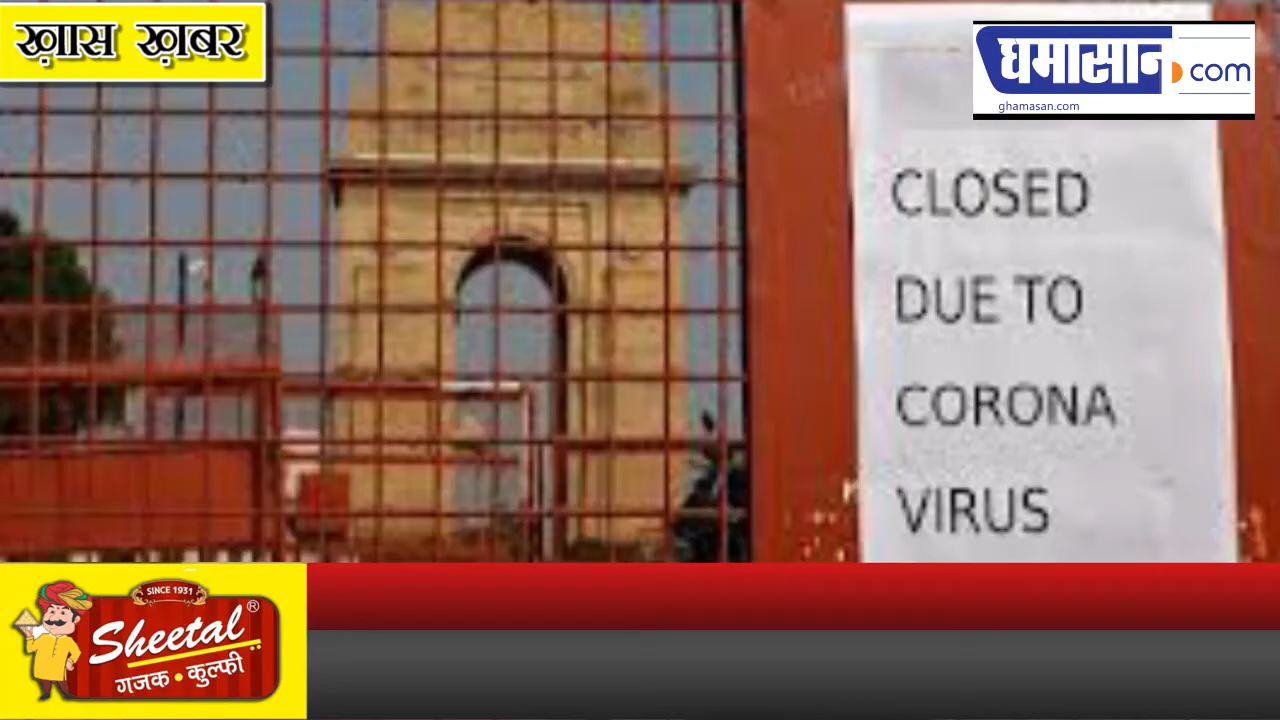 ख़ास ख़बर
घमासान.com
ghamasan.com
CLOSED
DUE TO
CORONA
VIRUS
SINCE 1931
Sheetal®
गजक • कुल्फी